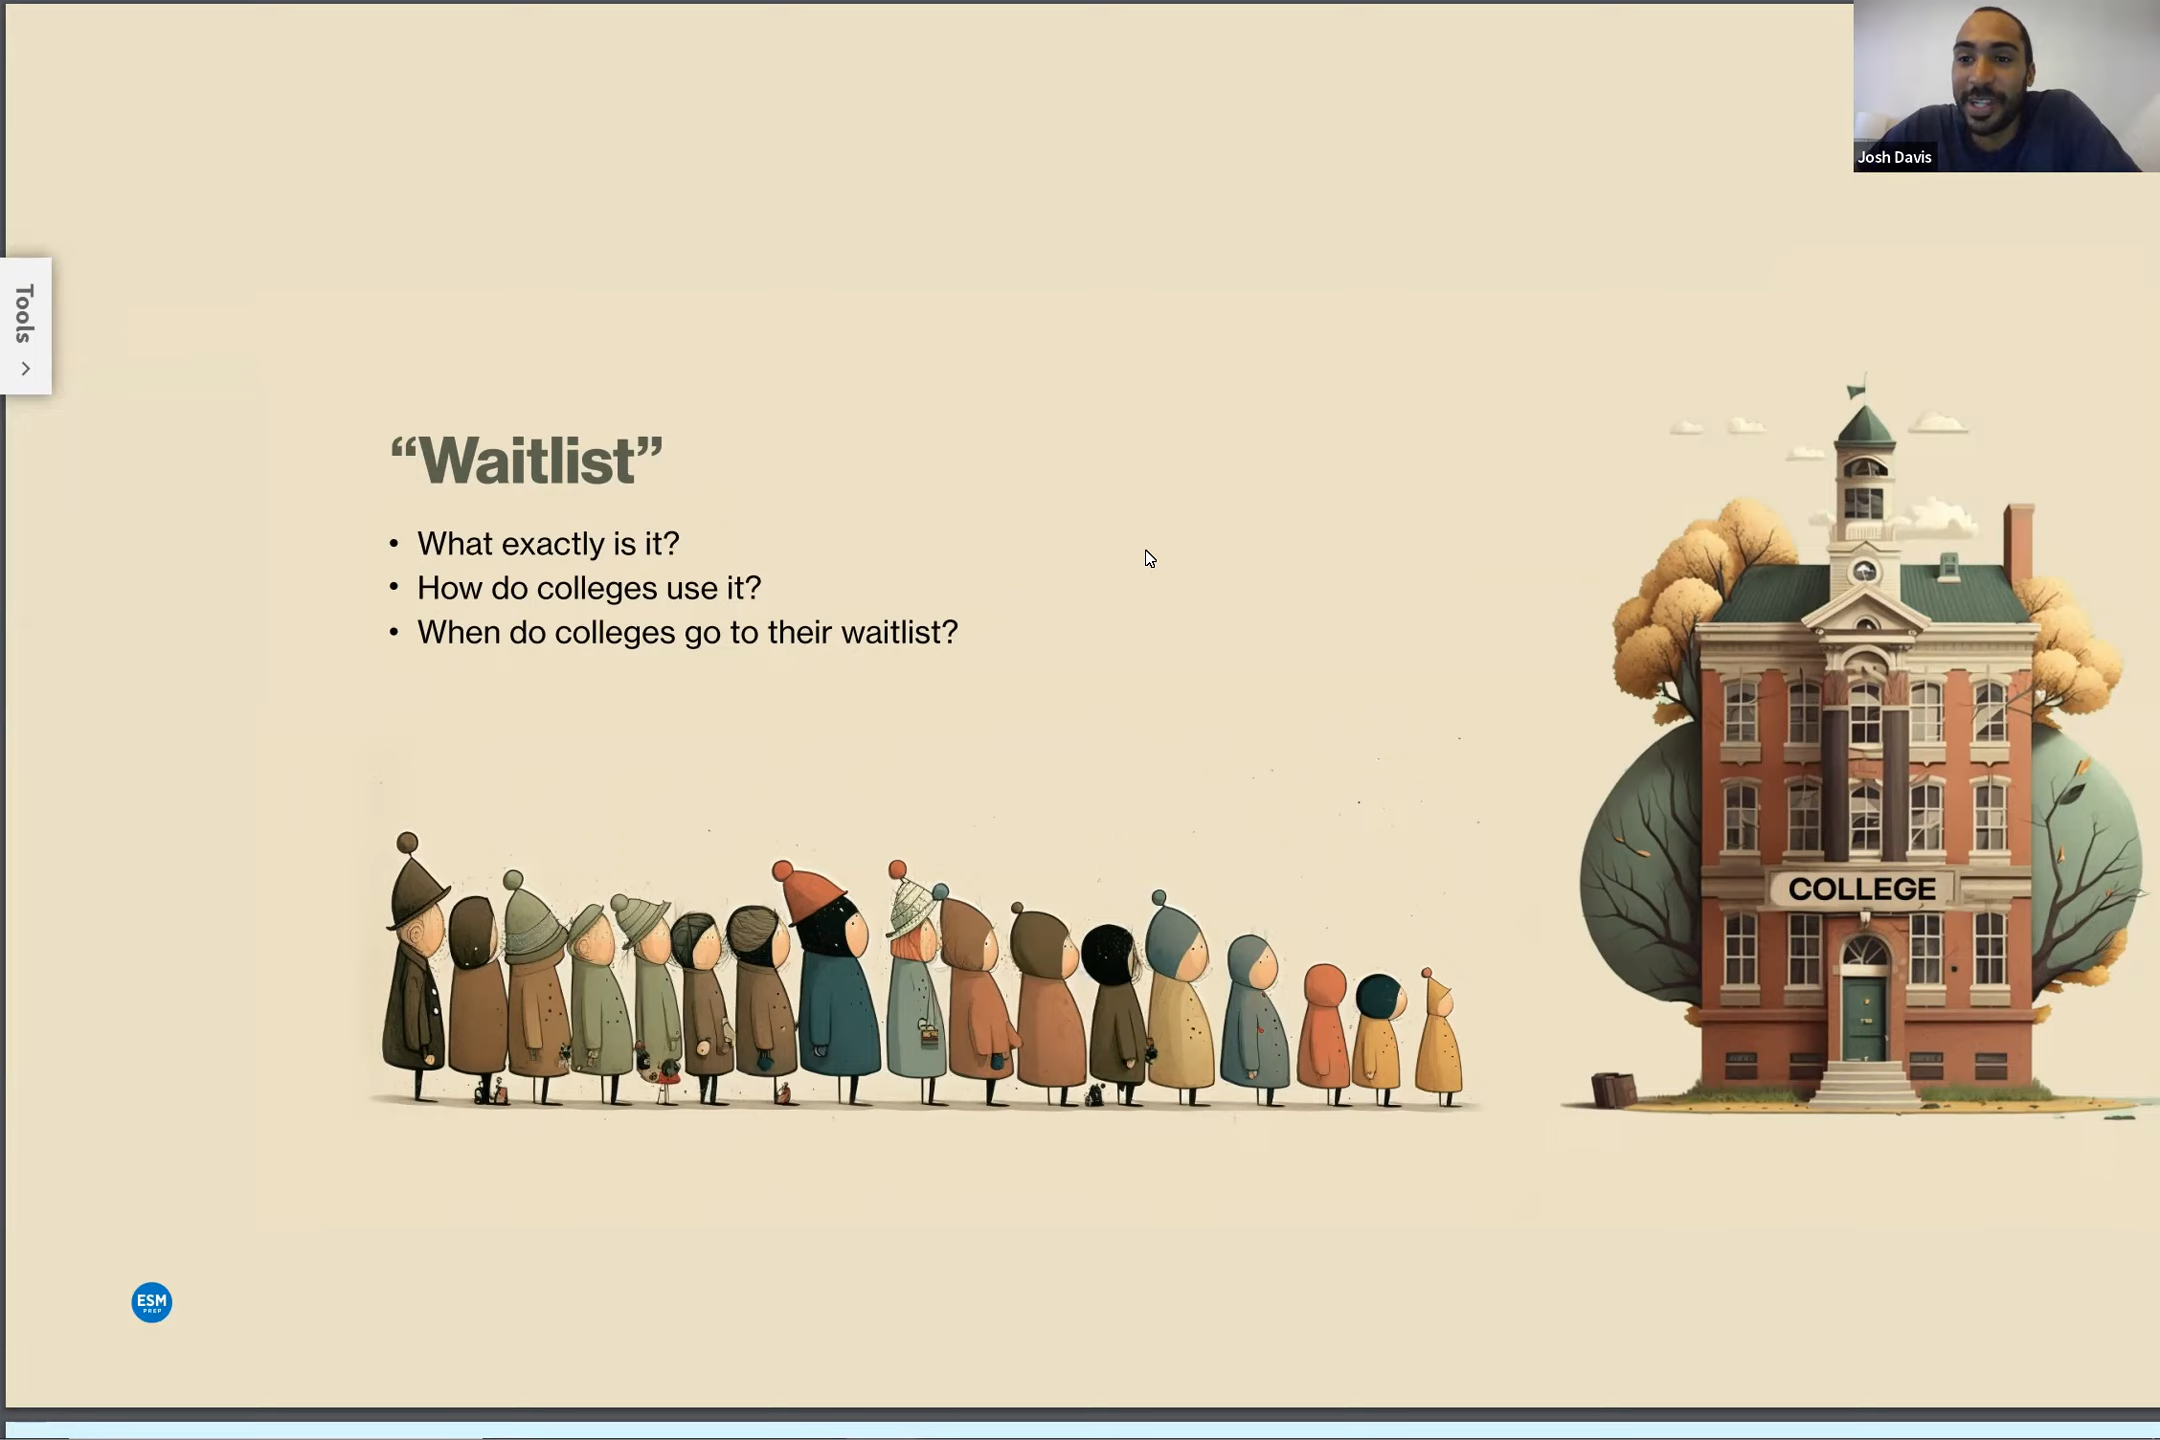 Josh Davis
Tools
“Waitlist”
• What exactly is it?
• How do colleges use it?
• When do colleges go to their waitlist?
COLLEGE
ESM
PREP